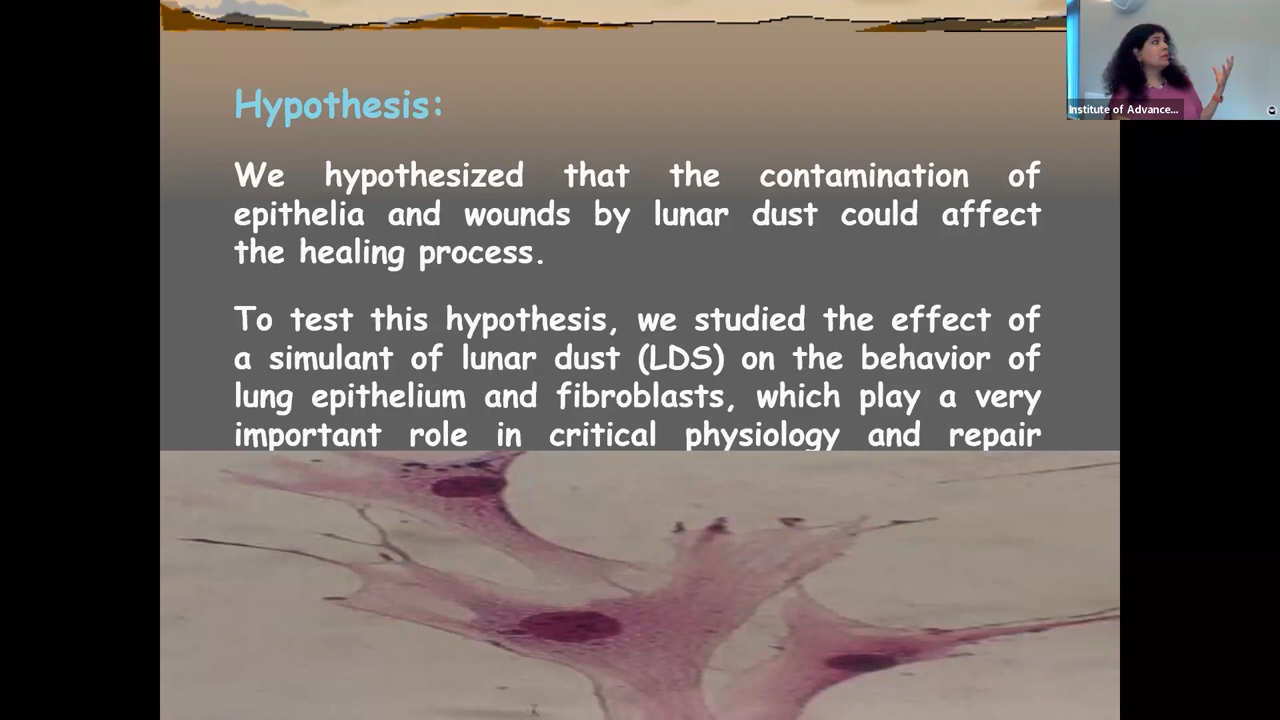 Hypothesis:
We hypothesized that the contamination of
epithelia and wounds by lunar dust could affect
the healing process.
To test this hypothesis, we studied the effect of
a simulant of lunar dust (LDS) on the behavior of
lung epithelium and fibroblasts, which play a very
important role in critical physiology and repair
Institute of Advance...